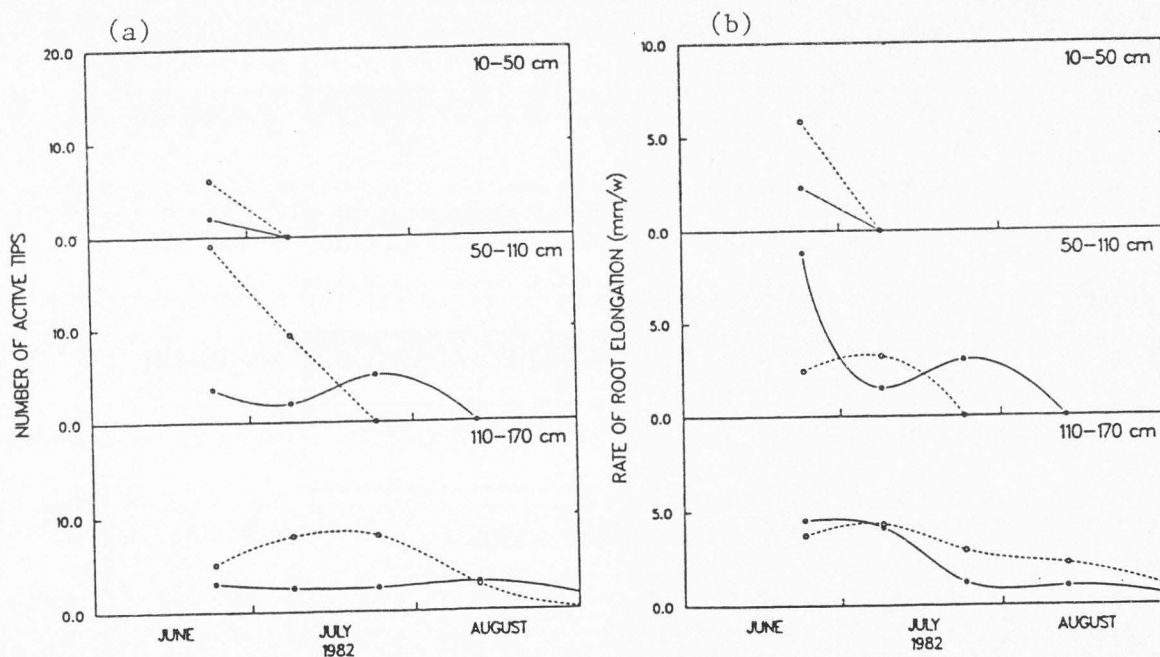 (a)
20.0
10-50 cm
10.0
0.0
50-110 cm
10.0
0.0
110-170 cm
10.0
0.0
NUMBER OF ACTIVE TIPS
JUNE
JULY
AUGUST
1982
(b)
10.0
10-50 cm
5.0
0.0
50-110 cm
5.0
0.0
110-170 cm
5.0
0.0
RATE OF ROOT ELONGATION (mm/w)
JUNE
JULY
AUGUST
1982